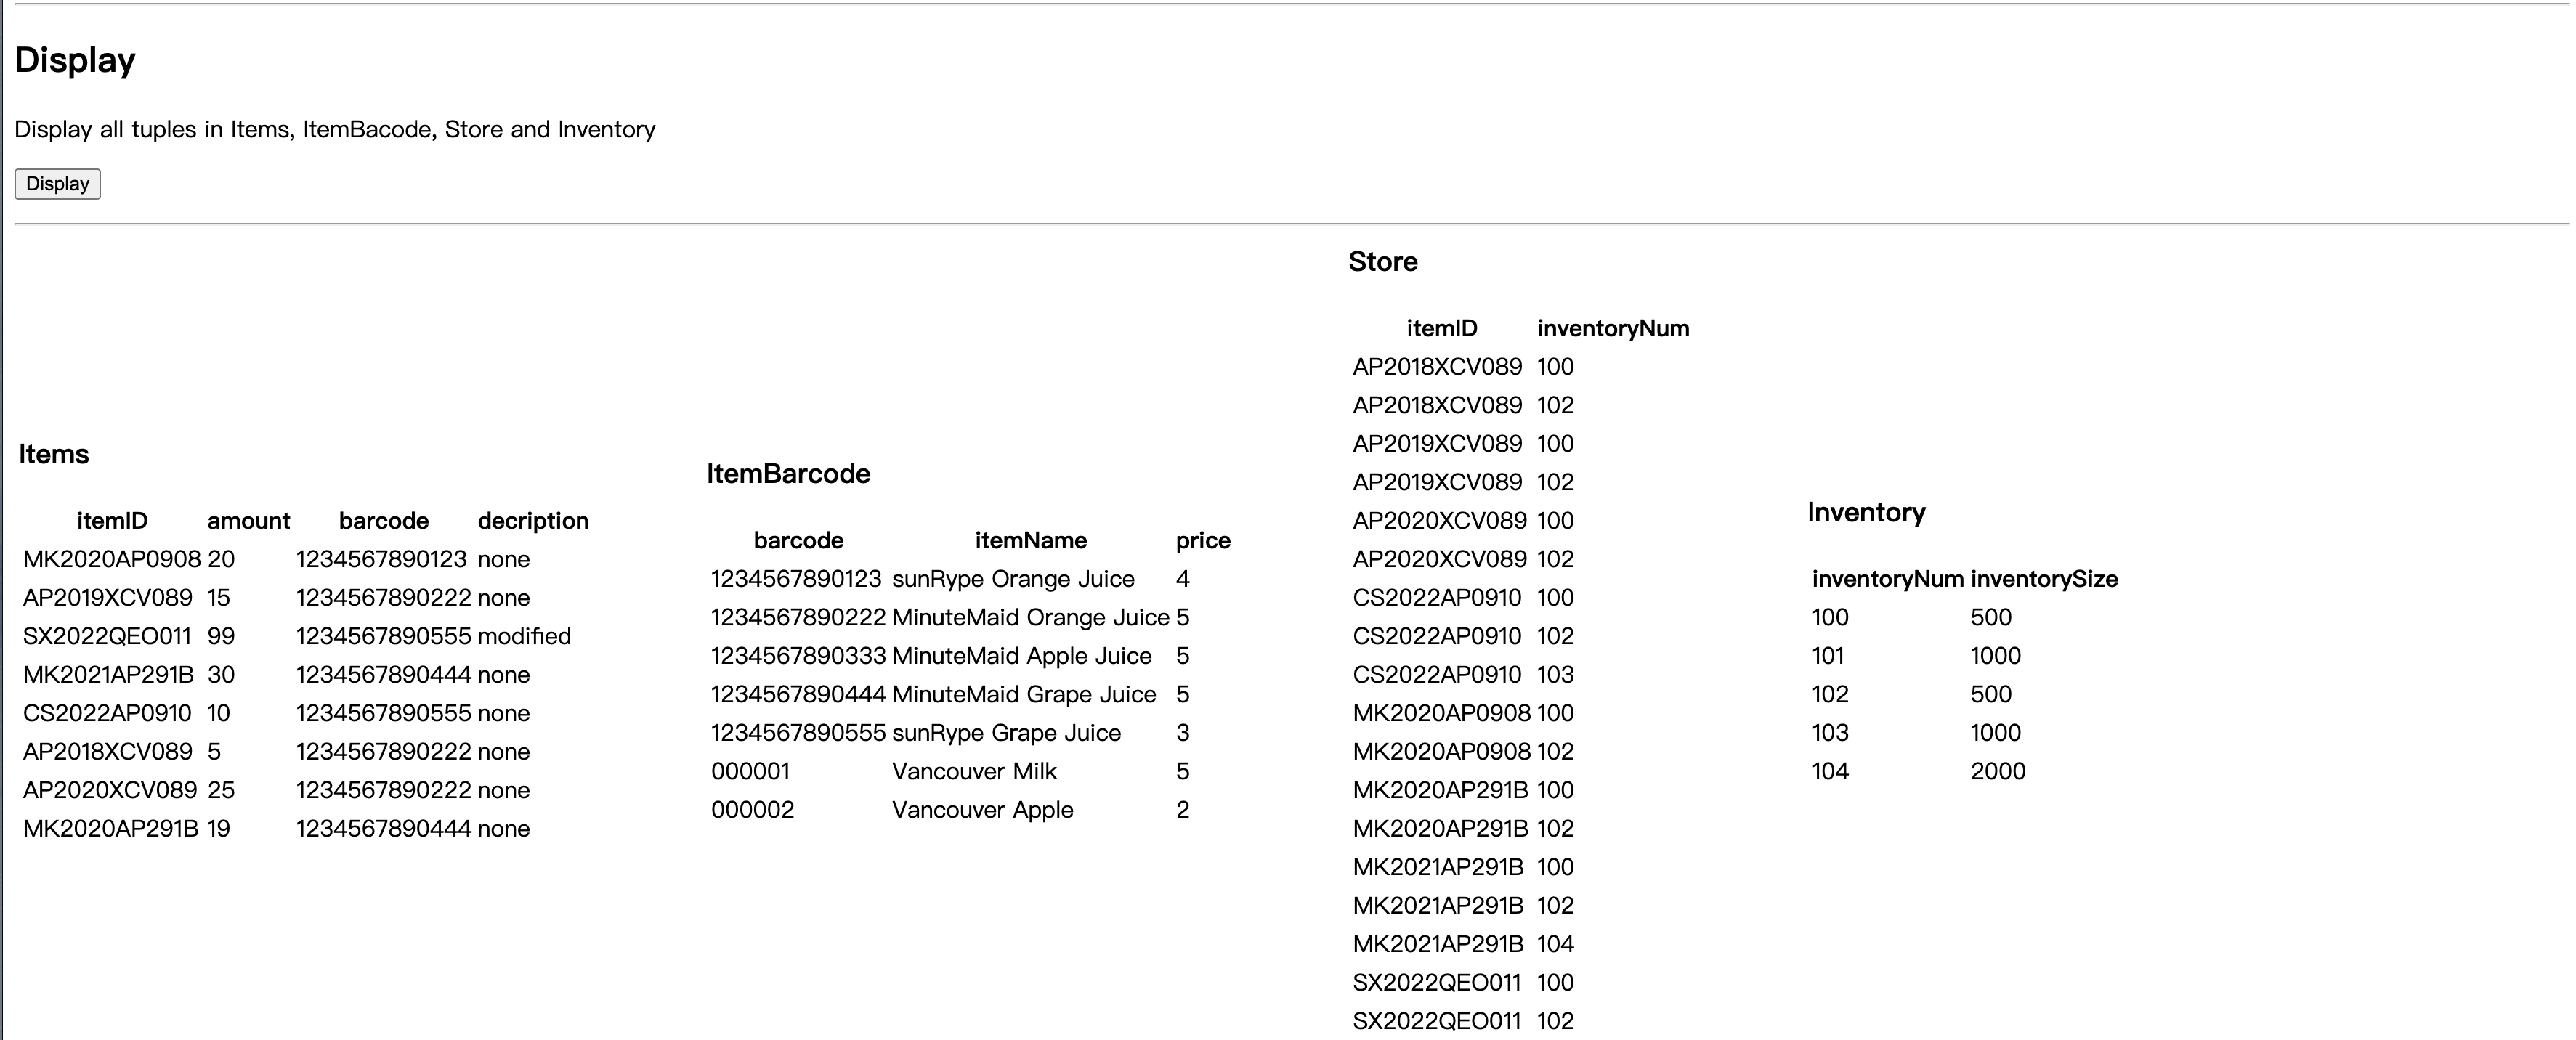 Display
Display all tuples in Items, ItemBacode, Store and Inventory
Display
Items
itemID amount barcode decription
MK2020AP0908 20 1234567890123 none
AP2019XCV089 15 1234567890222 none
SX2022QEO011 99 1234567890555 modified
MK2021AP291B 30 1234567890444 none
CS2022AP0910 10 1234567890555 none
AP2018XCV089 5 1234567890222 none
AP2020XCV089 25 1234567890222 none
MK2020AP291B 19 1234567890444 none
ItemBarcode
barcode itemName price
1234567890123 sunRype Orange Juice 4
1234567890222 MinuteMaid Orange Juice 5
1234567890333 MinuteMaid Apple Juice 5
1234567890444 MinuteMaid Grape Juice 5
1234567890555 sunRype Grape Juice 3
000001 Vancouver Milk 5
000002 Vancouver Apple 2
Store
itemID inventoryNum
AP2018XCV089 100
AP2018XCV089 102
AP2019XCV089 100
AP2019XCV089 102
AP2020XCV089 100
AP2020XCV089 102
CS2022AP0910 100
CS2022AP0910 102
CS2022AP0910 103
MK2020AP0908 100
MK2020AP0908 102
MK2020AP291B 100
MK2020AP291B 102
MK2021AP291B 100
MK2021AP291B 102
MK2021AP291B 104
SX2022QEO011 100
SX2022QEO011 102
Inventory
inventoryNum inventorySize
100 500
101 1000
102 500
103 1000
104 2000